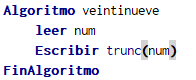 Algoritmo veintinueve
leer num
Escribir trunc(num)
FinAlgoritmo